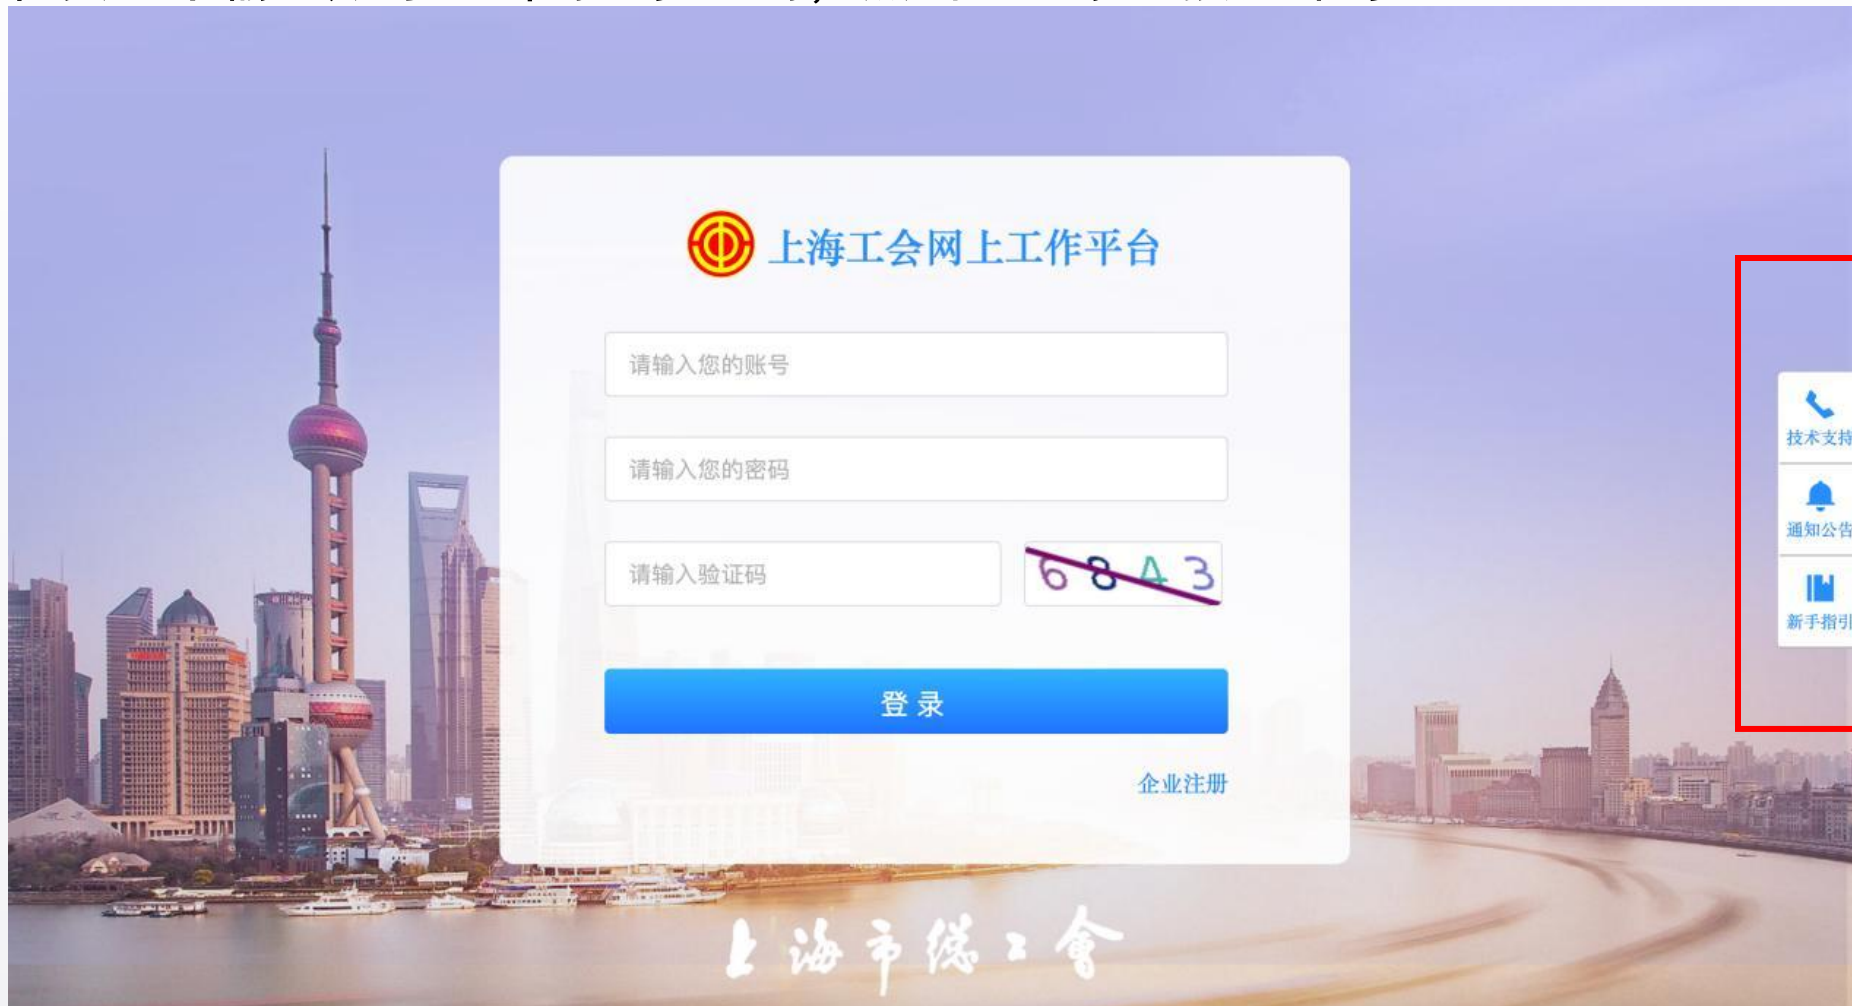 上海工会网上工作平台
请输入您的账号
请输入您的密码
请输入验证码
6843
登录
企业注册
技术支持
通知公告
新手指引
上海市總工會